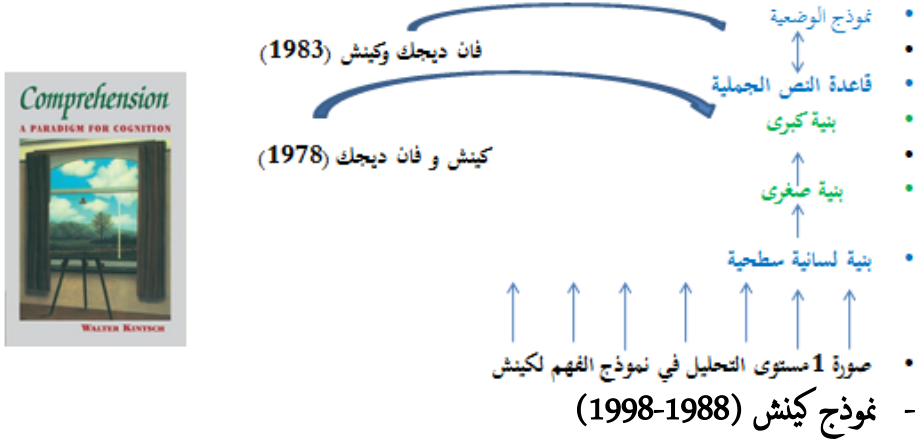 نموذج الوضعية
فان ديجك وكينش (1983)
قاعدة النص الجملية
بنية كبرى
كينش و فان ديجك (1978)
بنية صغرى
بنية لسانية سطحية
صورة 1 مستوى التحليل في نموذج الفهم لكينش
- نموذج كينش (1988-1998)
Comprehension
A PARADIGM FOR COGNITION
WALTER KINTSCH